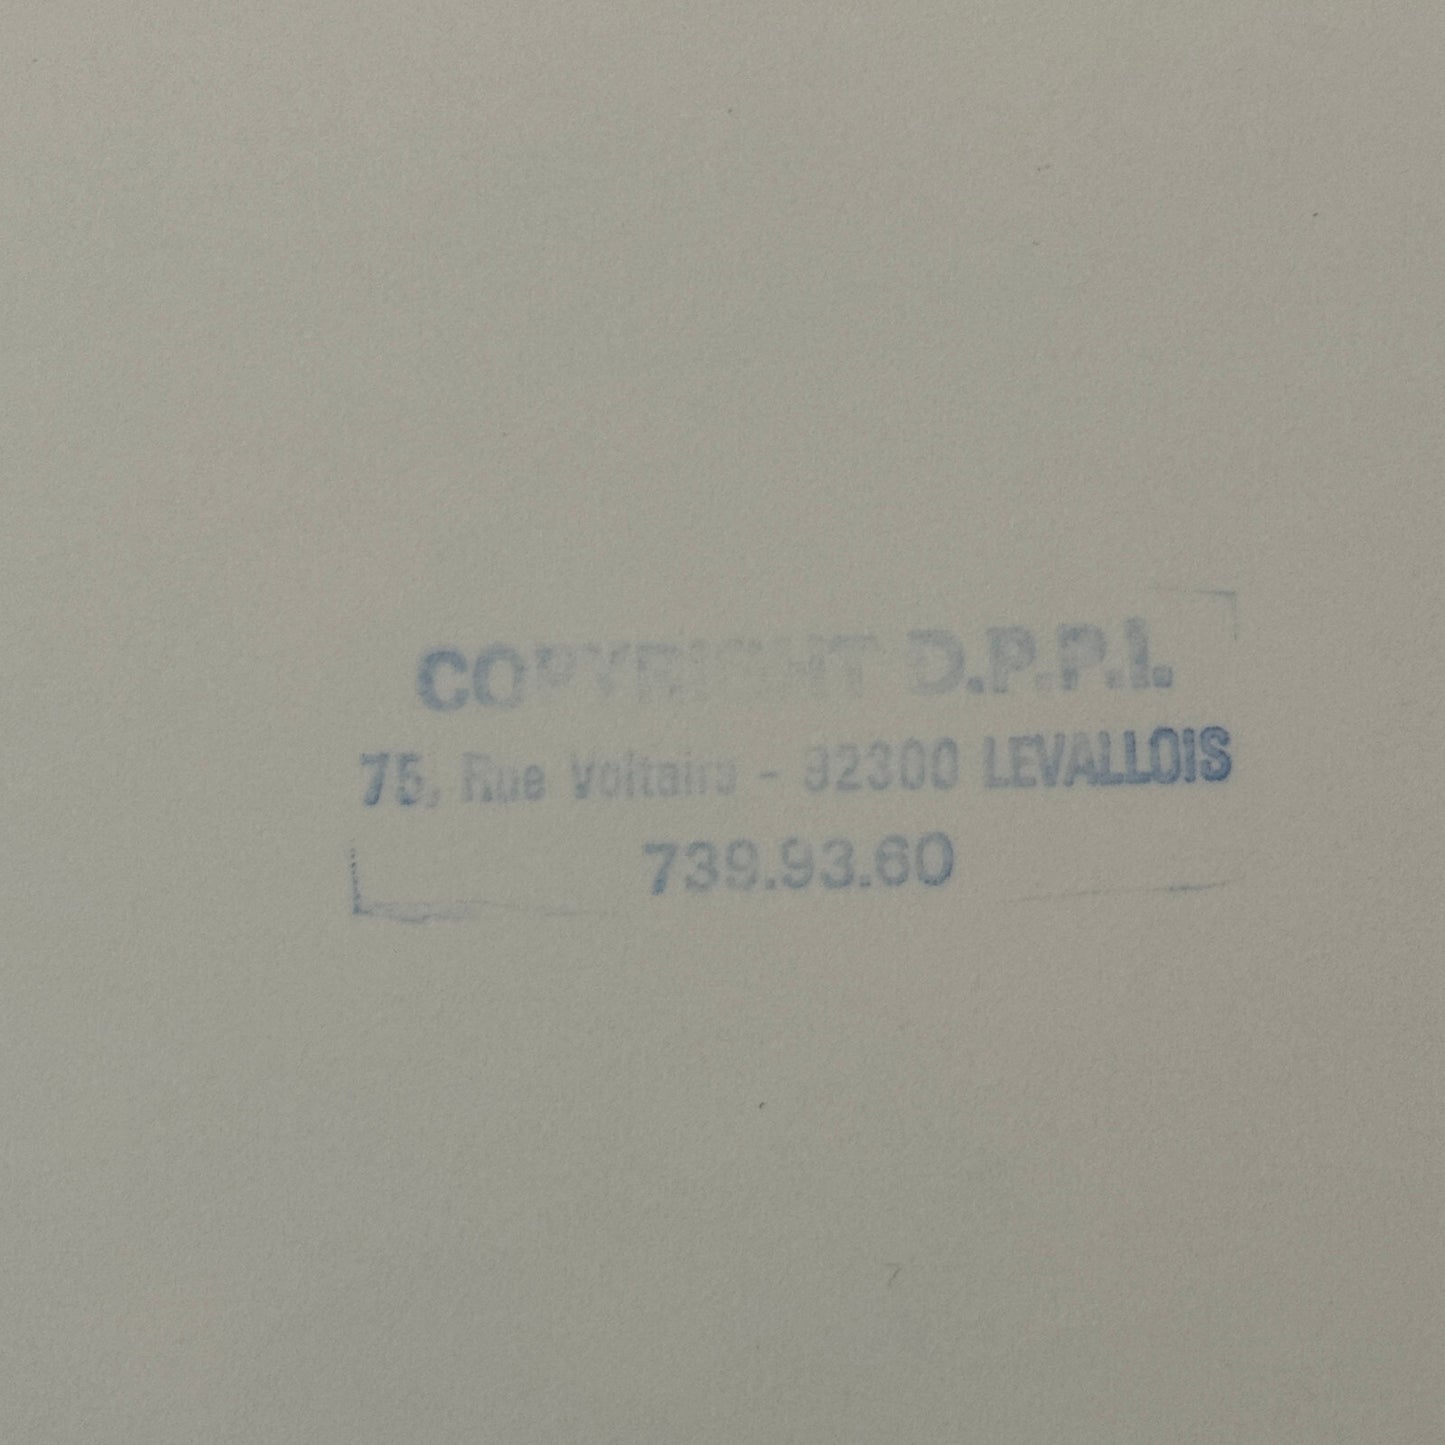 COPYRIGHT D.P.P.I.
75, Rue Voltaire - 92300 LEVALLOIS
739.93.60